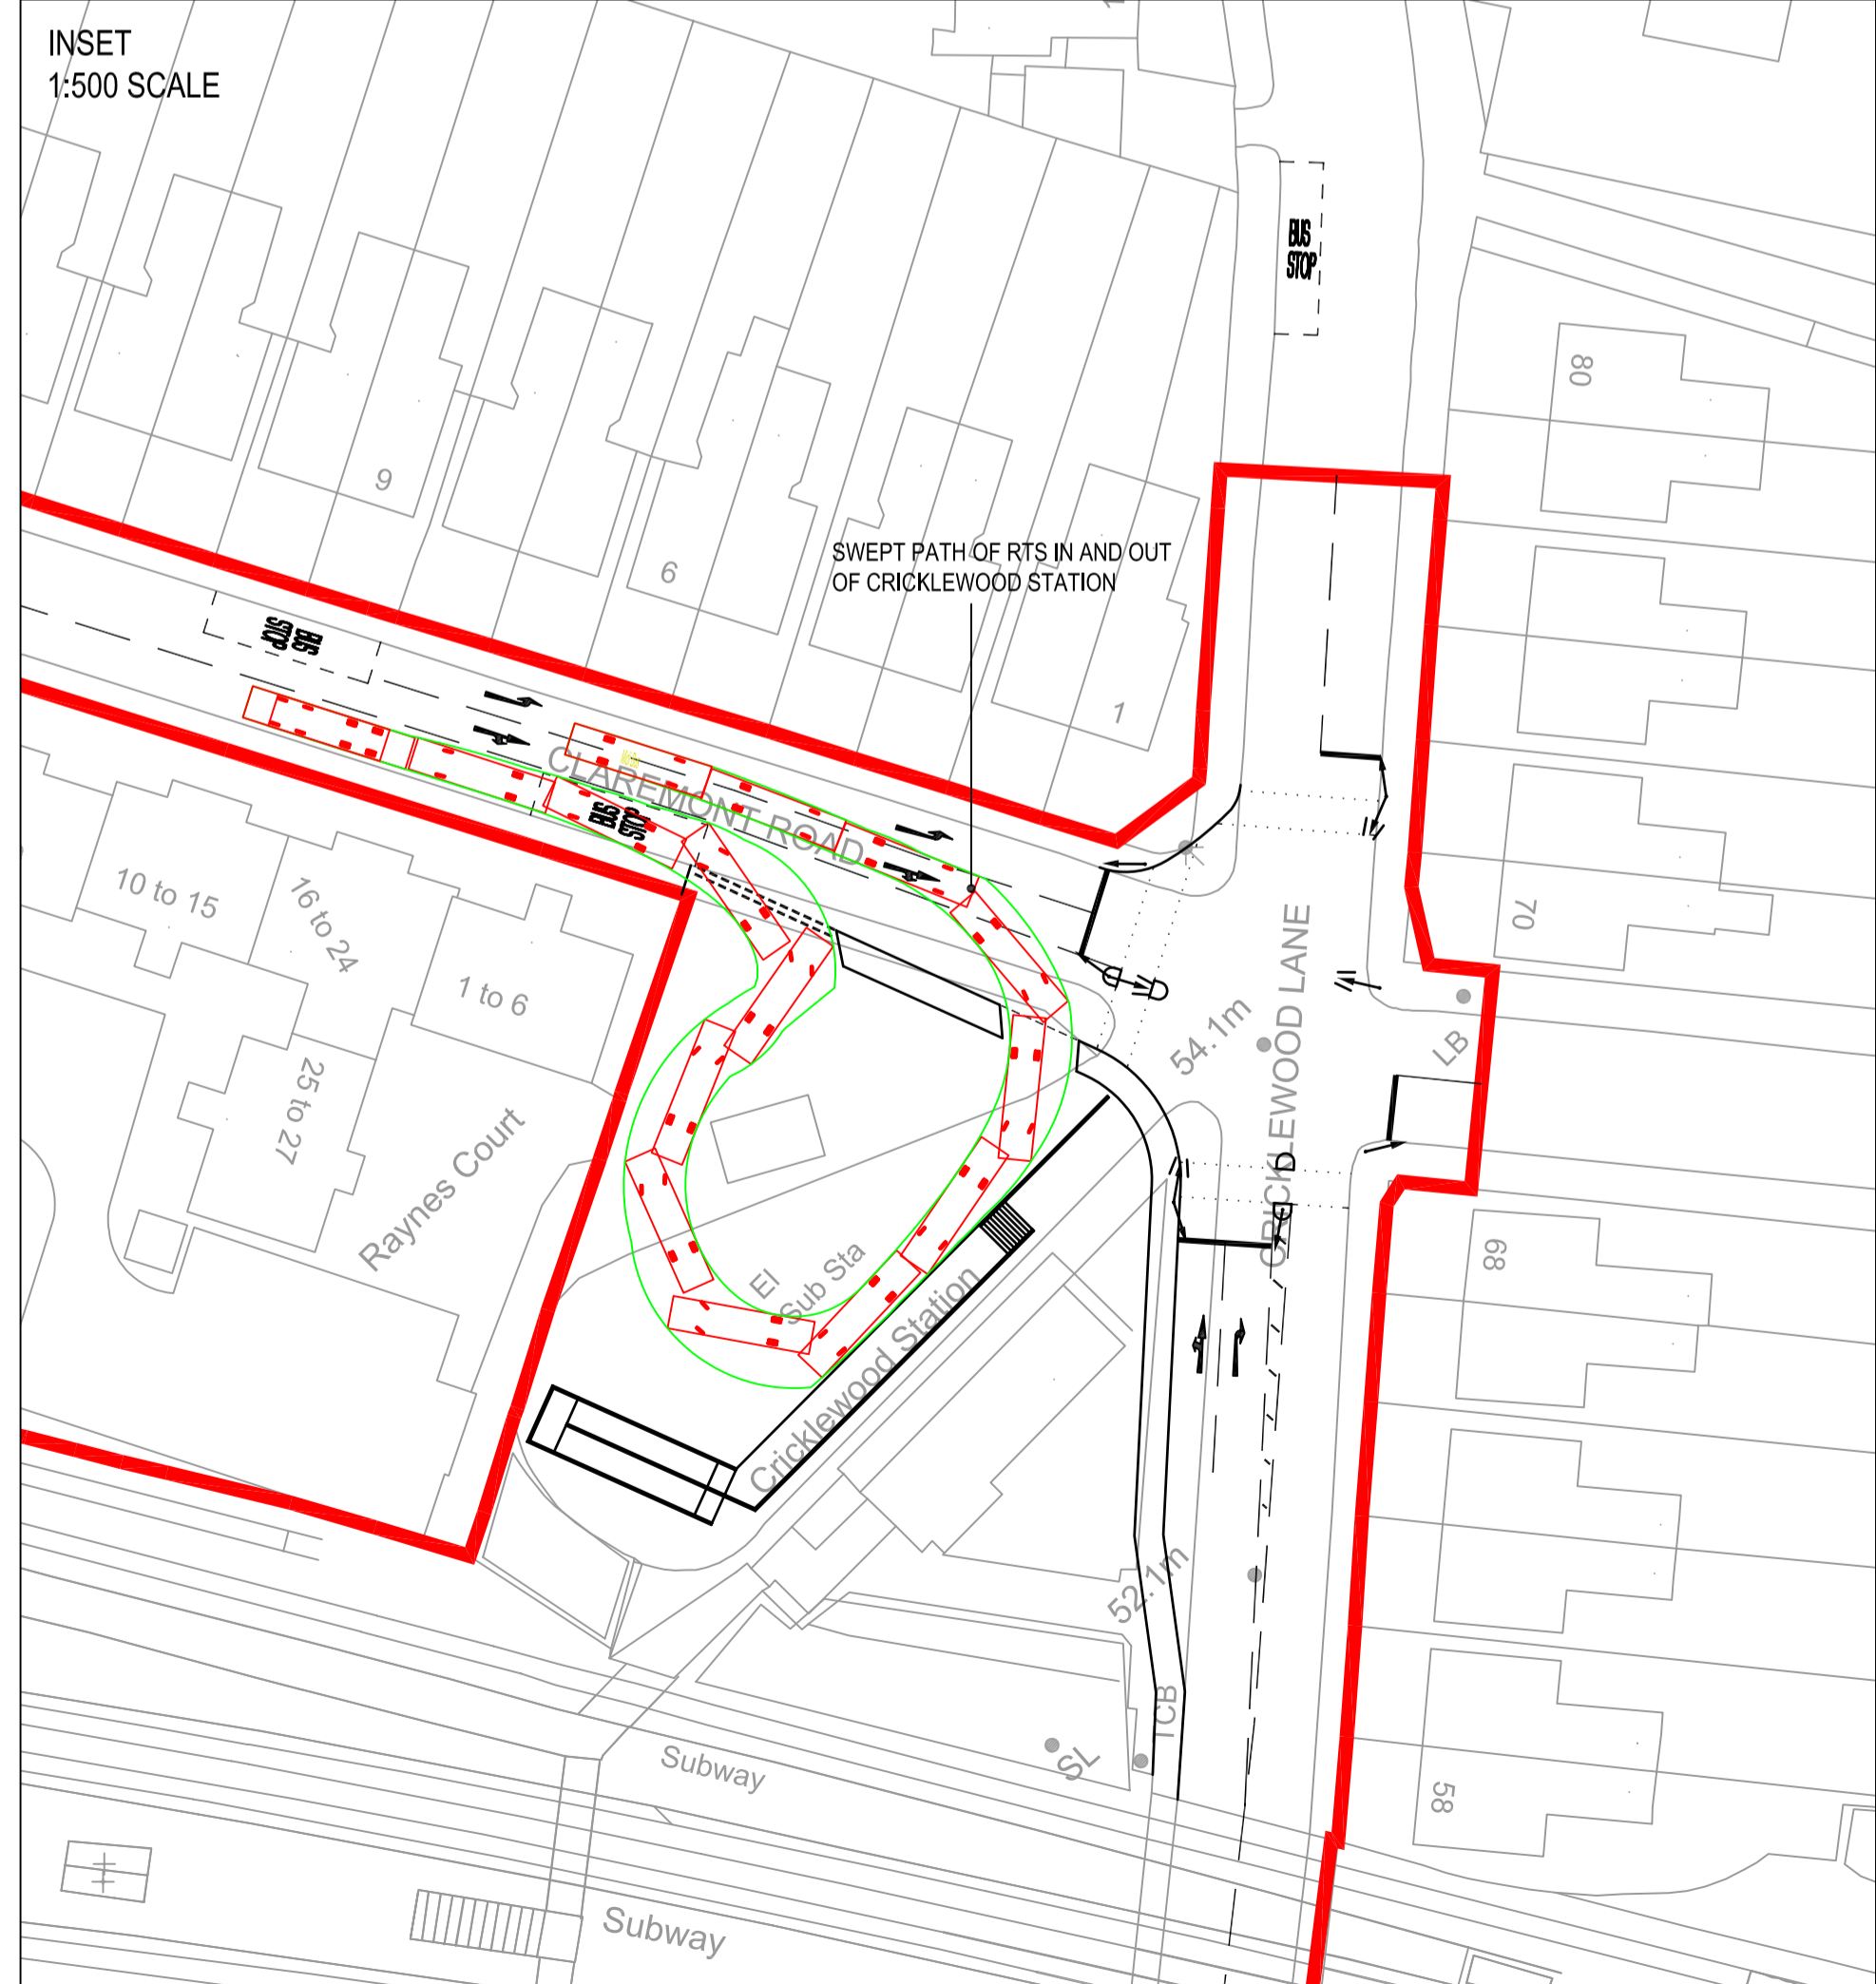 INSET
1:500 SCALE
BUS
STOP
80
9
SWEPT PATH OF RTS IN AND OUT
OF CRICKLEWOOD STATION
6
1
BUS
STOP
CLAREMONT ROAD
BUS
STOP
10 to 15
16 to 24
1 to 6
25 to 27
Raynes Court
70
54.1m
CRICKLEWOOD LANE
LB
El
Sub Sta
Cricklewood Station
68
52.1m
TCB
SL
58
Subway
Subway